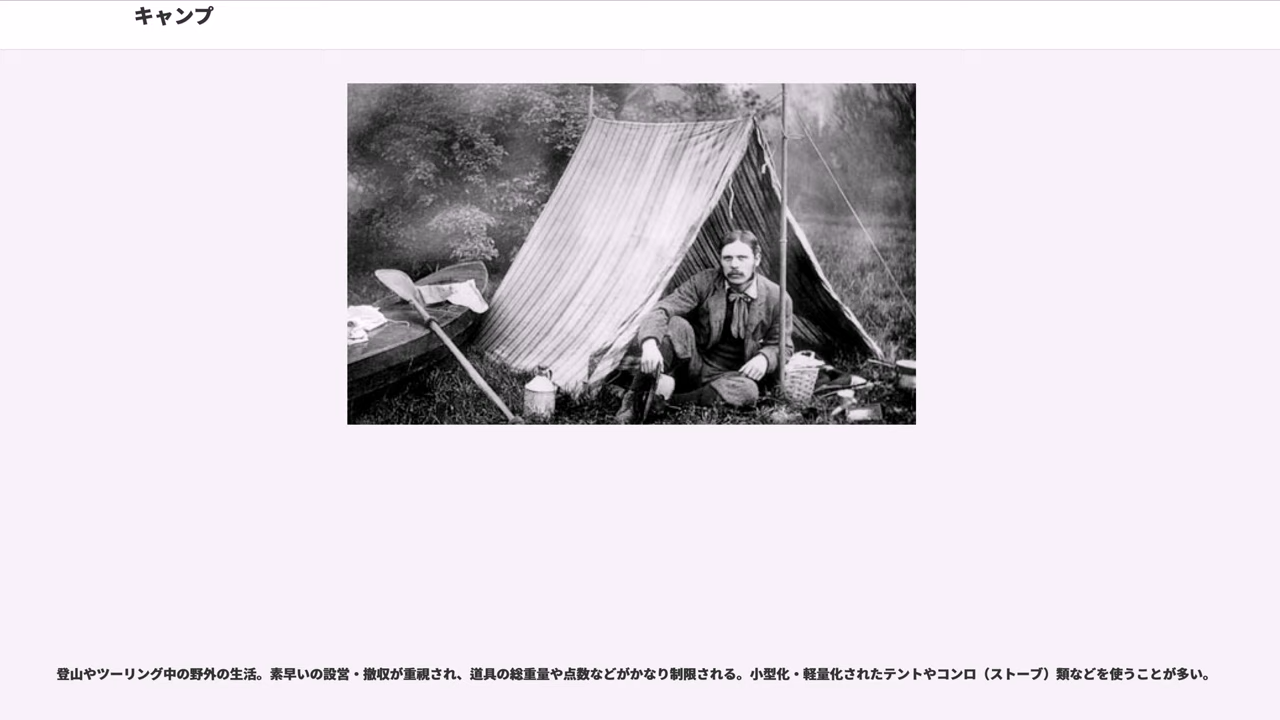 キャンプ
登山やツーリング中の野外の生活。素早いの設営・撤収が重視され、道具の総重量や点数などがかなり制限される。小型化・軽量化されたテントやコンロ（ストーブ）類などを使うことが多い。